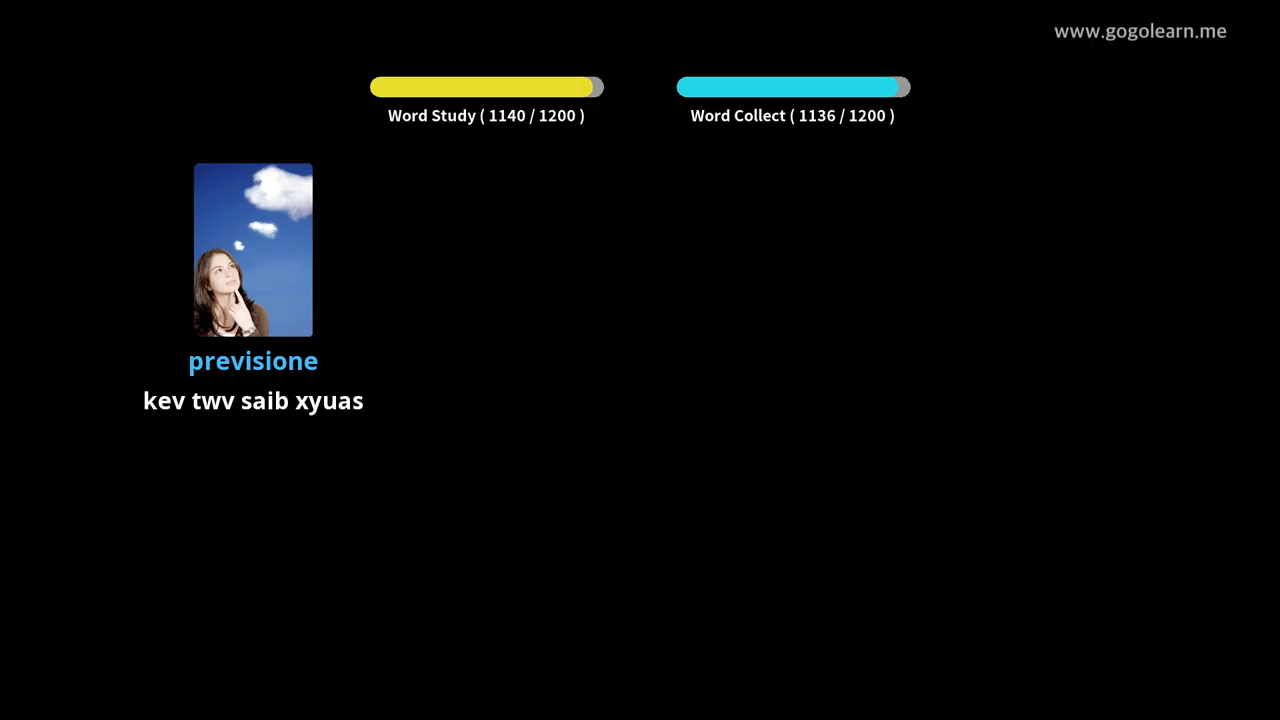 www.gogolearn.me
Word Study ( 1140 / 1200 )
Word Collect ( 1136 / 1200 )
previsione
kev twv saib xyuas